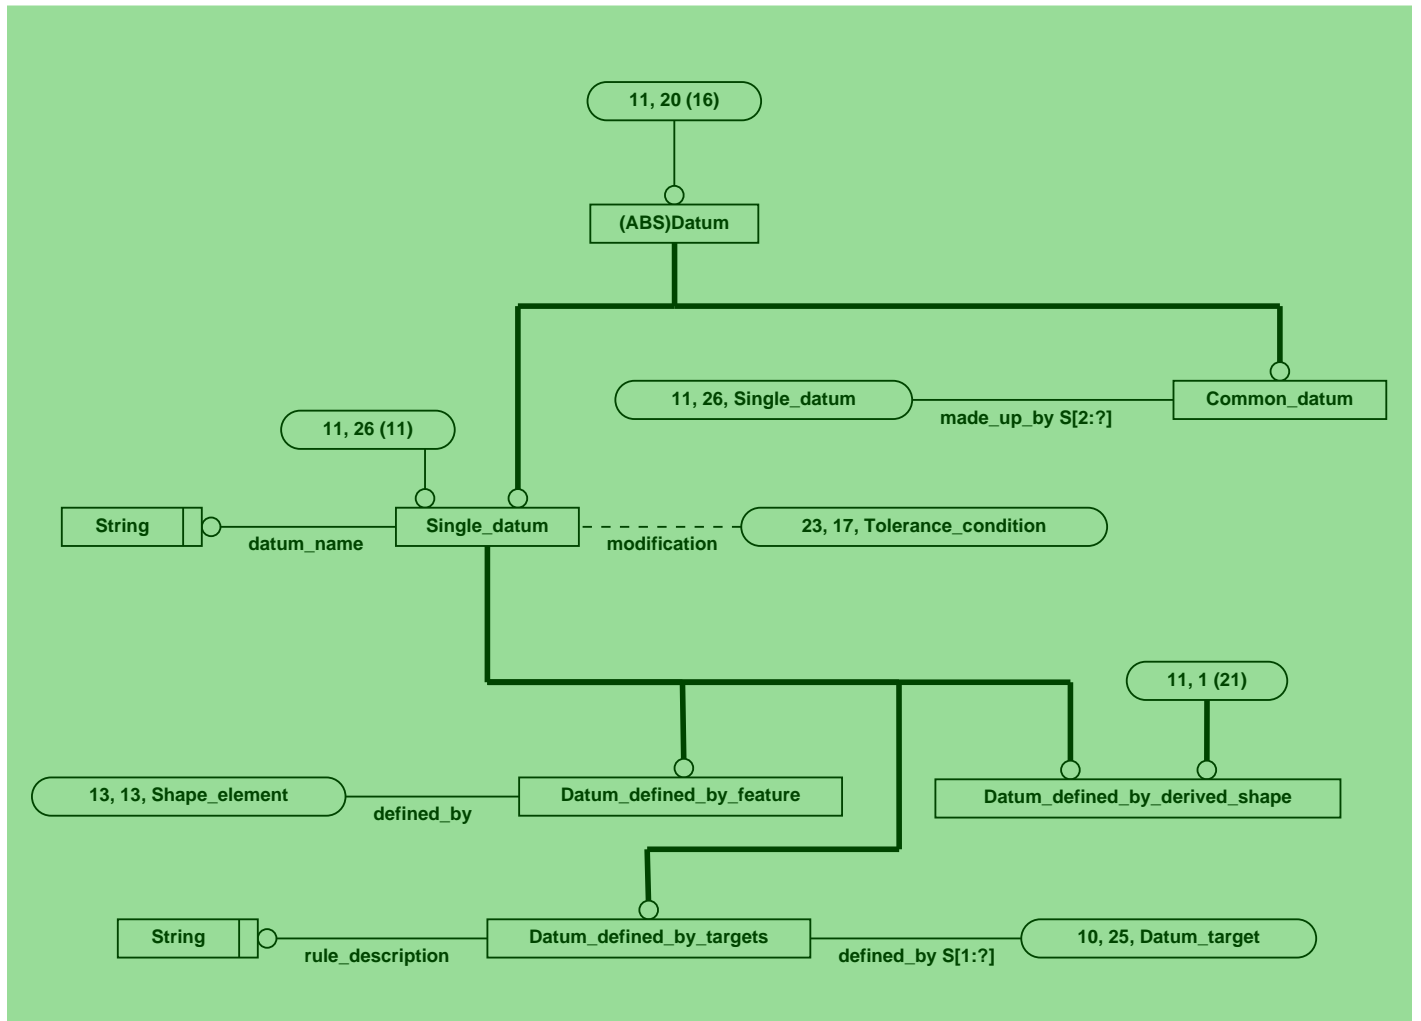 11, 20 (16)
(ABS)Datum
11, 26, Single_datum
made_up_by S[2:?]
Common_datum
11, 26 (11)
String
datum_name
Single_datum
modification
23, 17, Tolerance_condition
11, 1 (21)
13, 13, Shape_element
defined_by
Datum_defined_by_feature
Datum_defined_by_derived_shape
String
rule_description
Datum_defined_by_targets
defined_by S[1:?]
10, 25, Datum_target